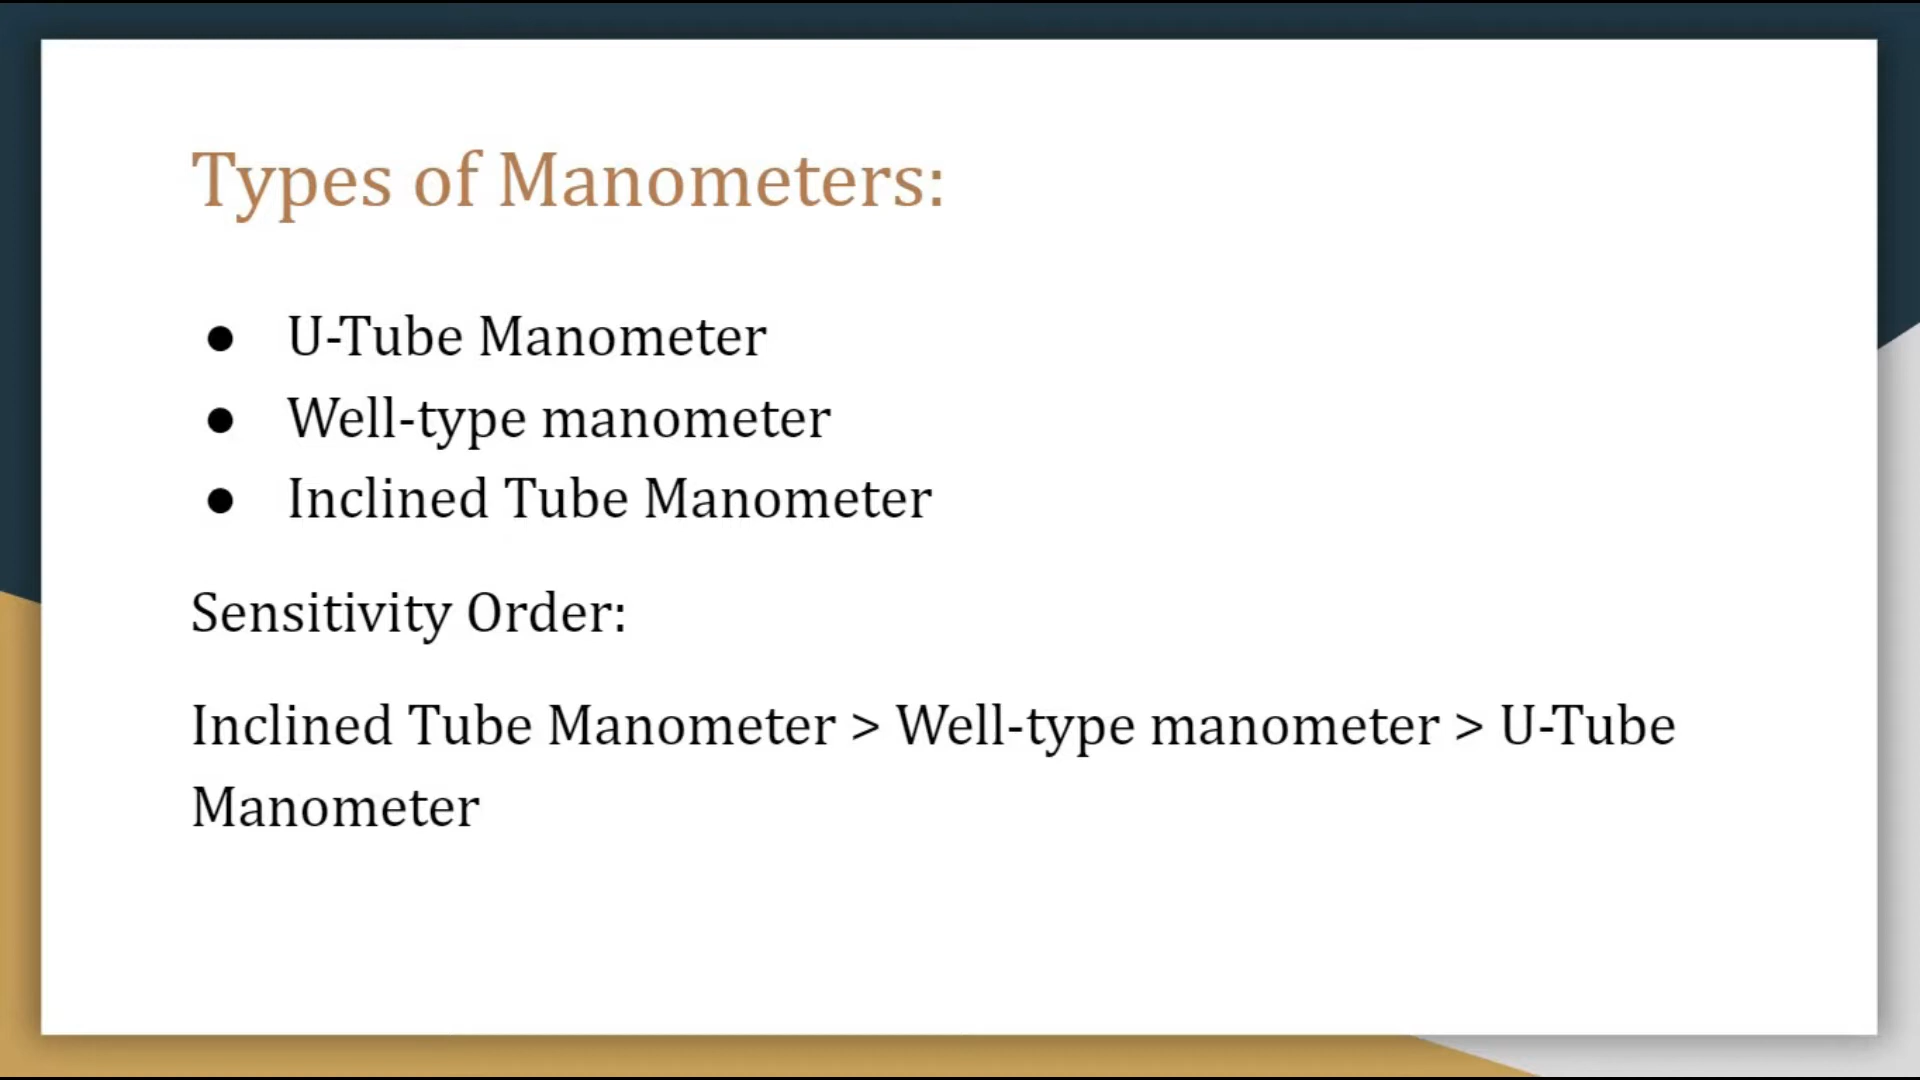 Types of Manometers:
● U-Tube Manometer
● Well-type manometer
● Inclined Tube Manometer
Sensitivity Order:
Inclined Tube Manometer > Well-type manometer > U-Tube
Manometer